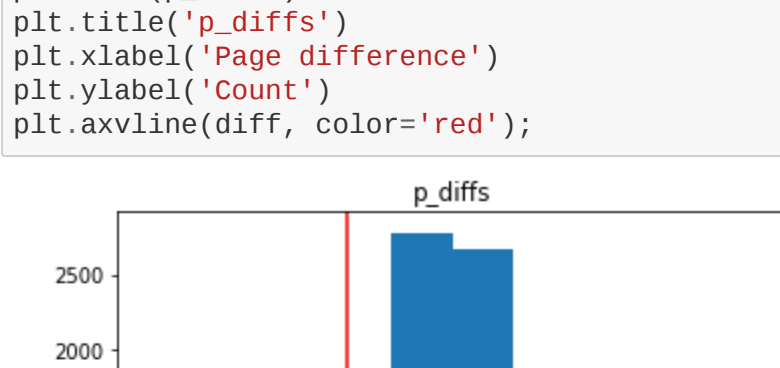 plt.title('p_diffs')
plt.xlabel('Page difference')
plt.ylabel('Count')
plt.axvline(diff, color='red');
p_diffs
2500
2000